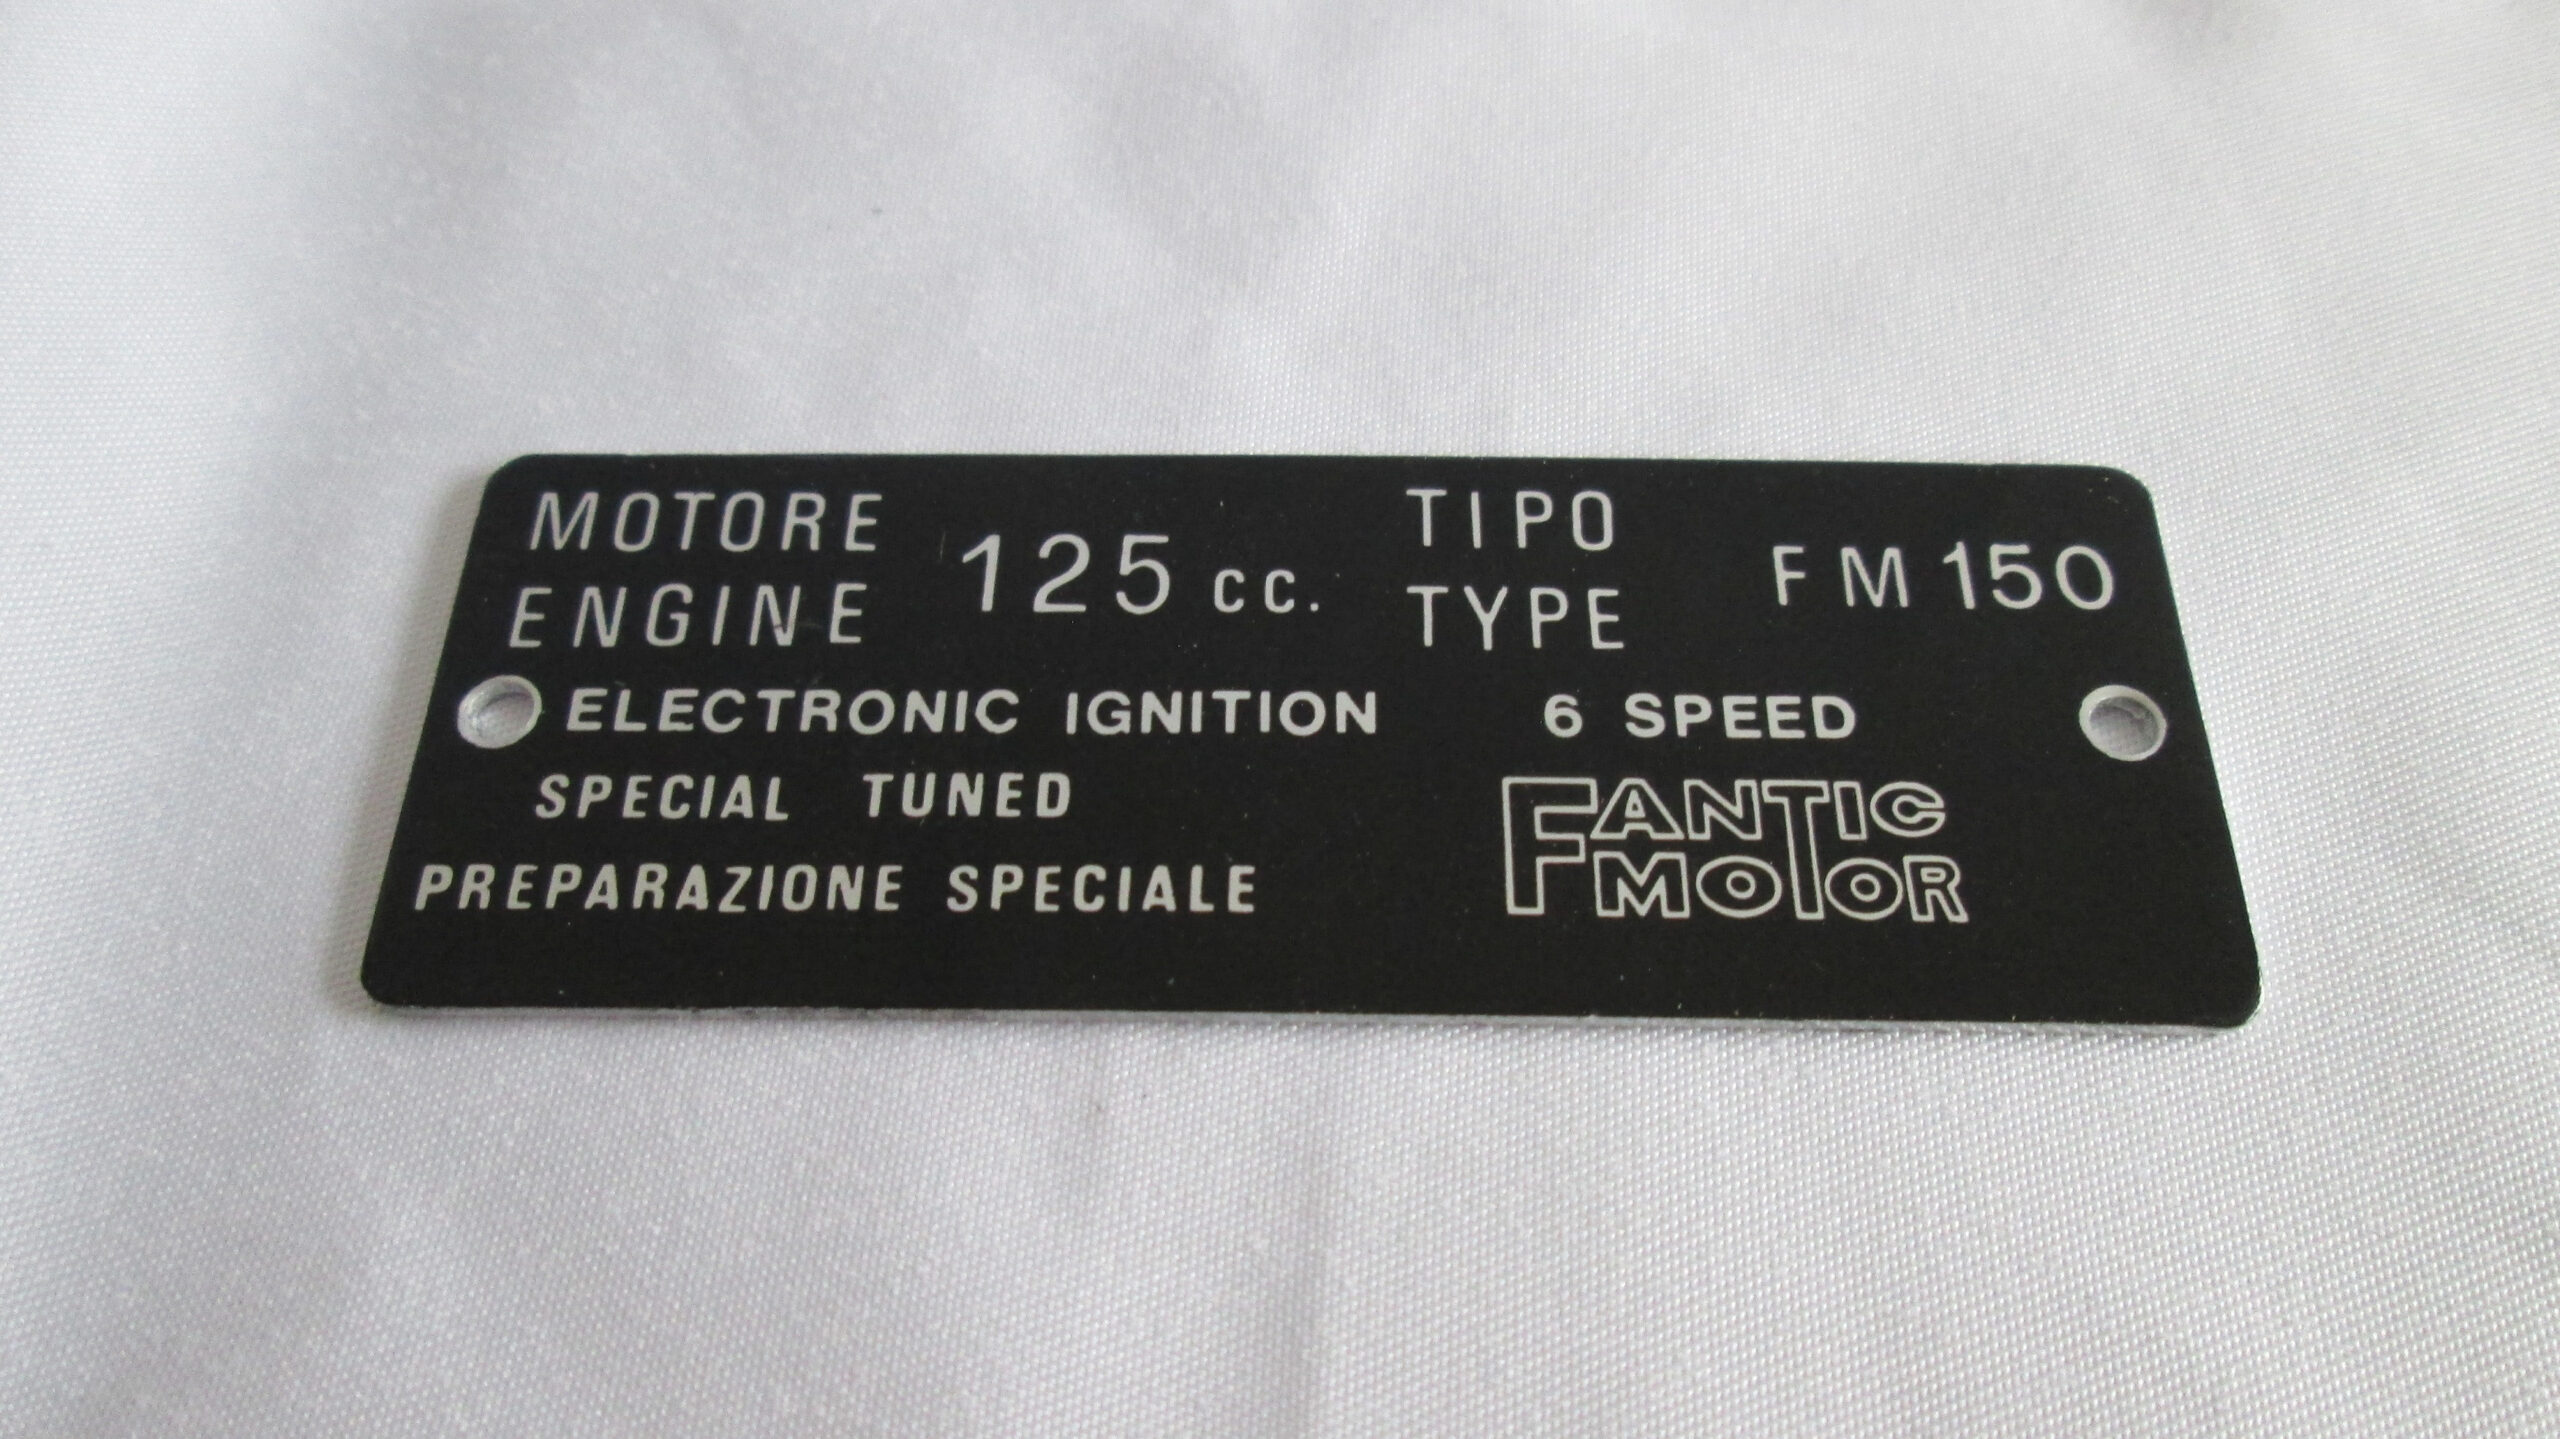 MOTORE
ENGINE
125 cc.
TIPO
TYPE
FM 150
ELECTRONIC IGNITION
6 SPEED
SPECIAL TUNED
PREPARAZIONE SPECIALE
FANTIC
MOTOR